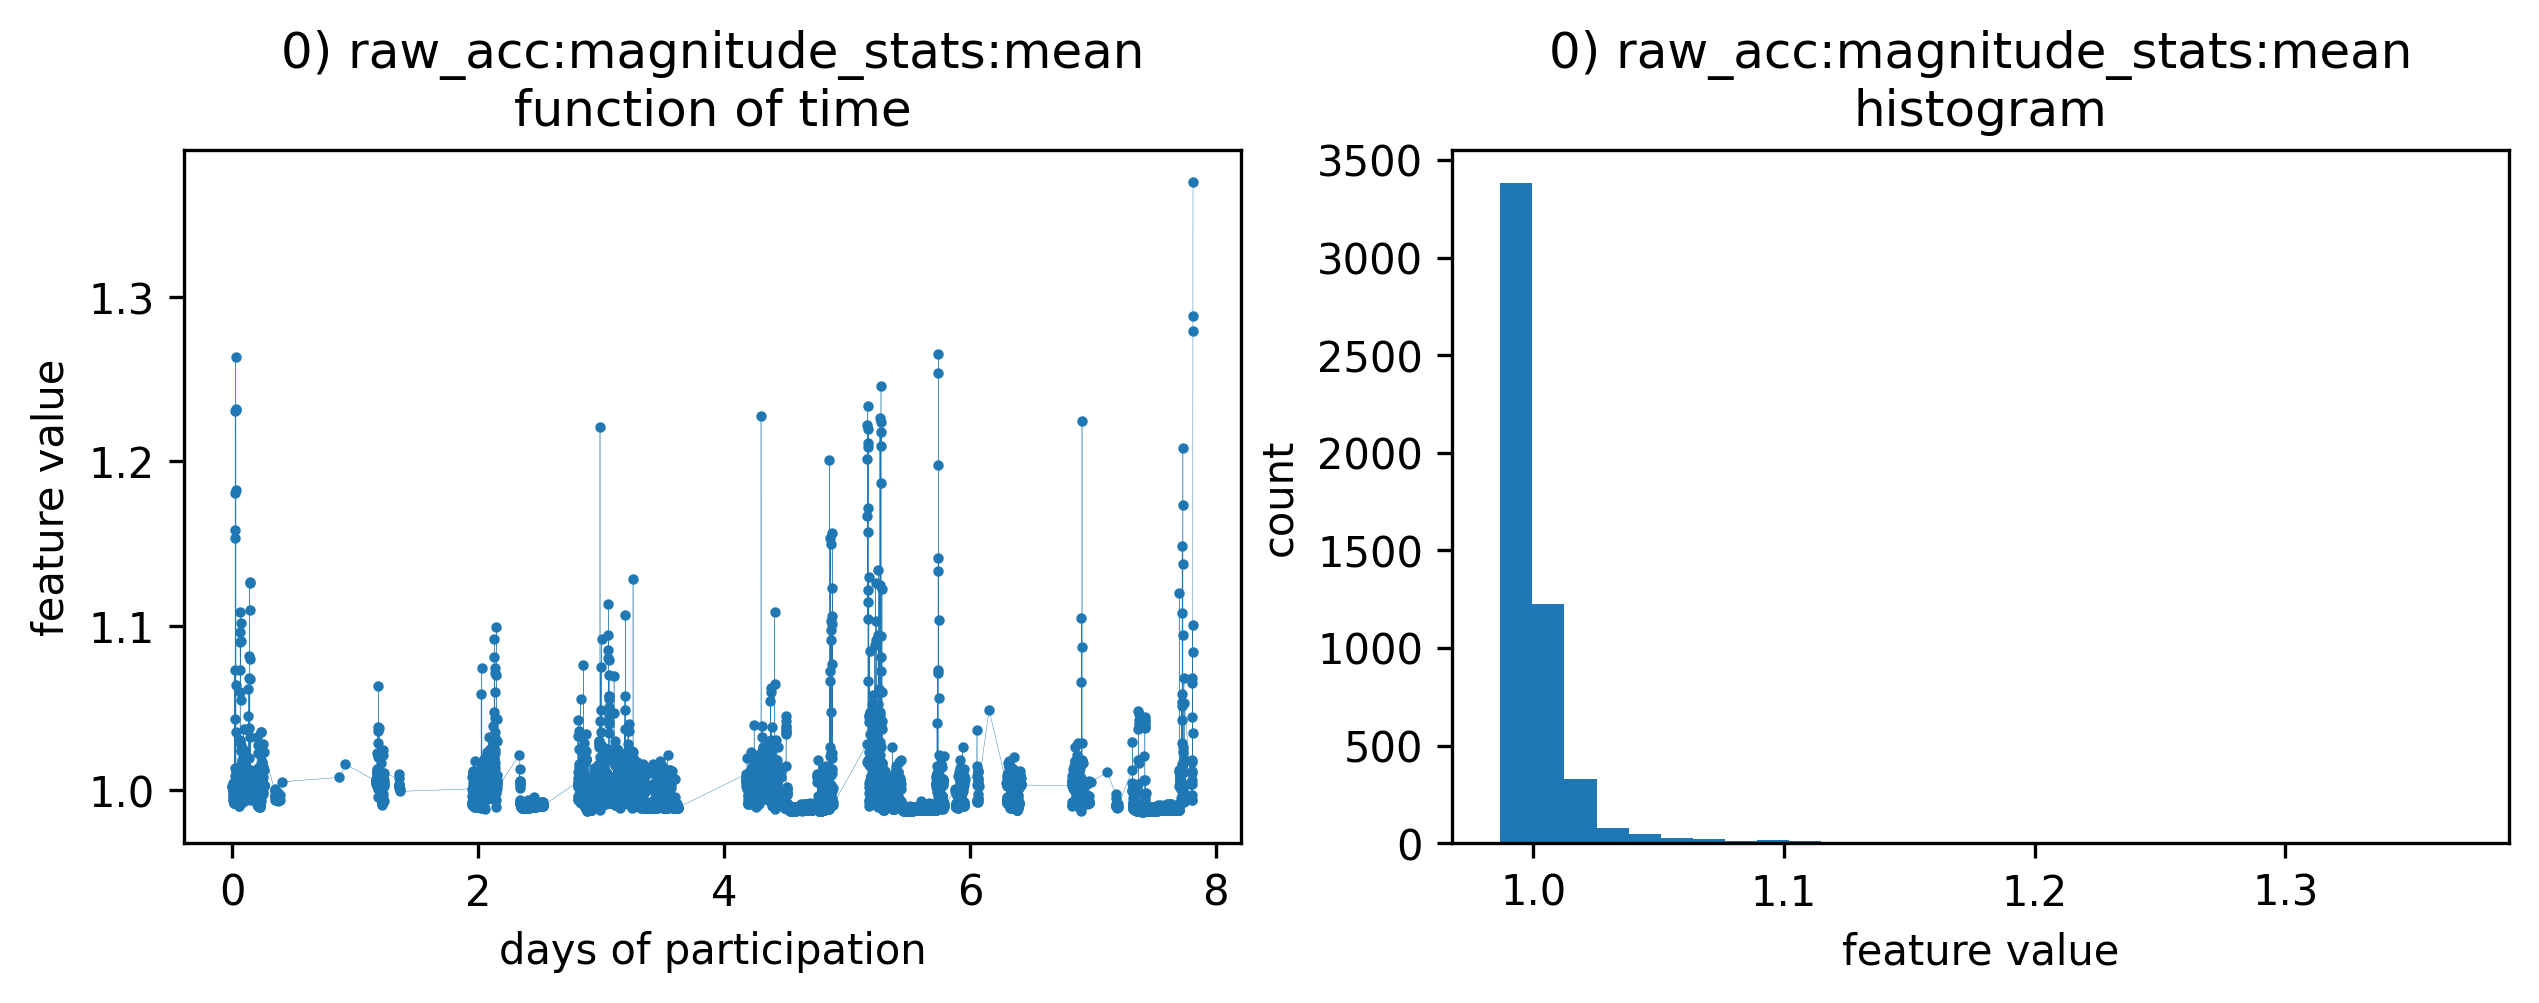 0) raw_acc:magnitude_stats:mean
function of time
feature value
1.3
1.2
1.1
1.0
0 2 4 6 8
days of participation
0) raw_acc:magnitude_stats:mean
histogram
count
3500
3000
2500
2000
1500
1000
500
0
1.0 1.1 1.2 1.3
feature value